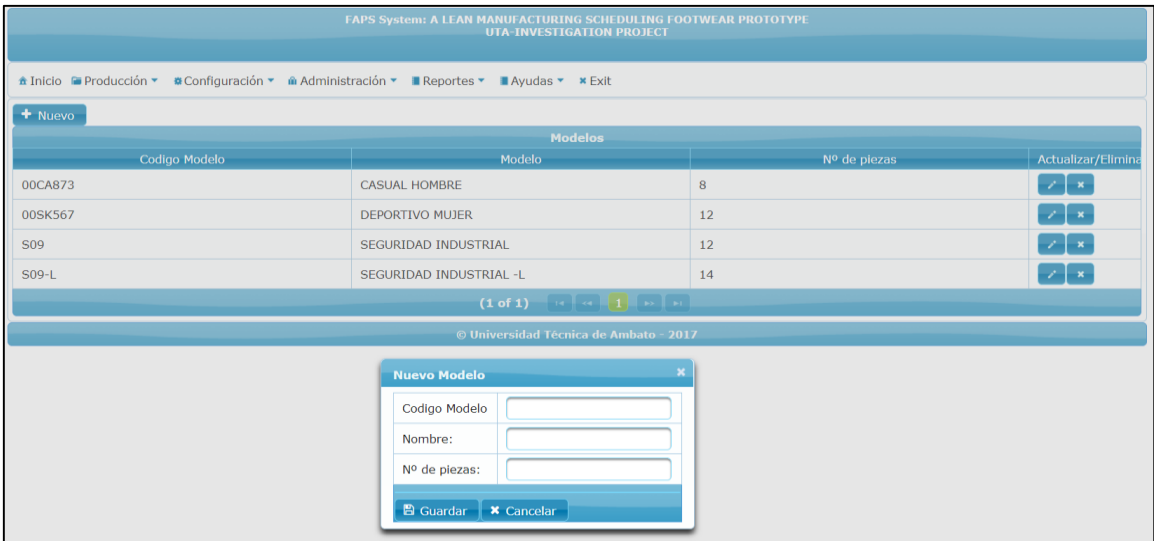 FAPS System: A LEAN MANUFACTURING SCHEDULING FOOTWEAR PROTOTYPE
UTA-INVESTIGATION PROJECT
Inicio Producción Configuración Administración Reportes Ayudas Exit
Nuevo
Modelos
Codigo Modelo Modelo Nº de piezas Actualizar/Elimina
00CA873 CASUAL HOMBRE 8
00SK567 DEPORTIVO MUJER 12
S09 SEGURIDAD INDUSTRIAL 12
S09-L SEGURIDAD INDUSTRIAL -L 14
(1 of 1) 1
© Universidad Técnica de Ambato - 2017
Nuevo Modelo
Codigo Modelo
Nombre:
Nº de piezas:
Guardar Cancelar